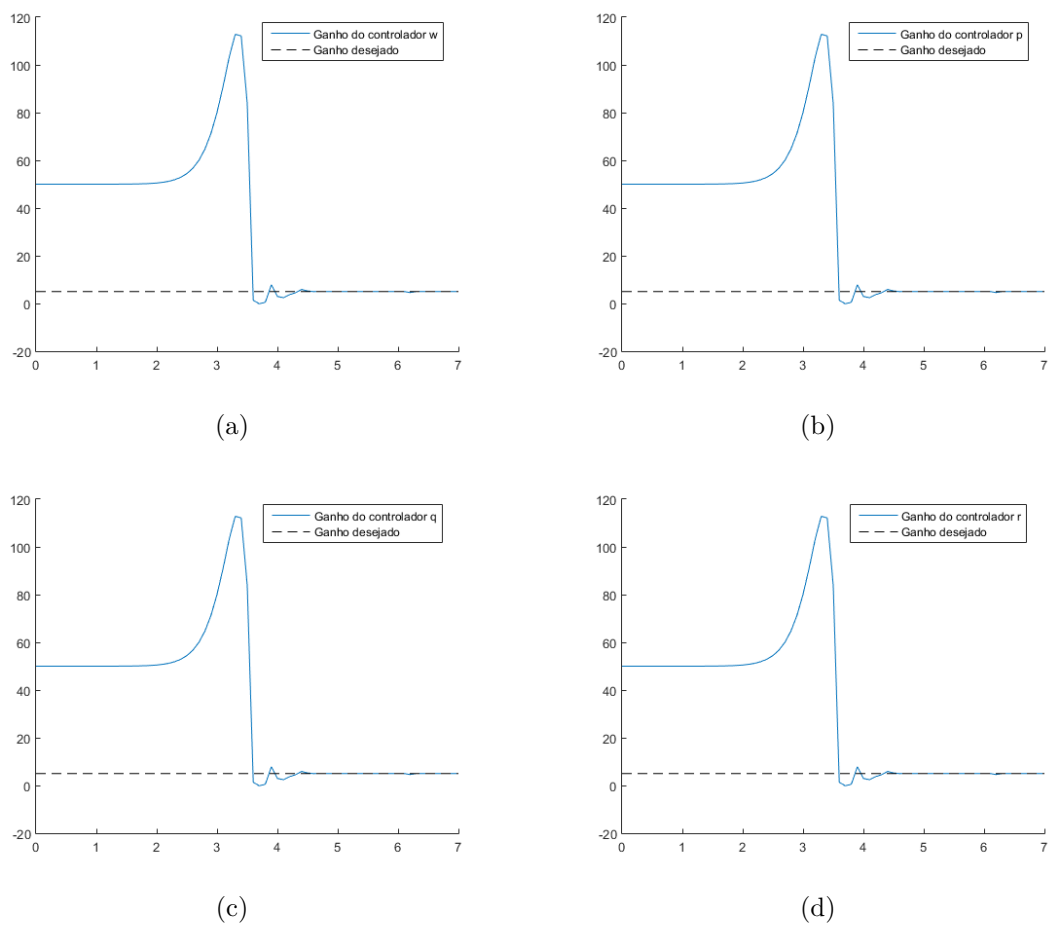 120
100
80
60
40
20
0
-20
0 1 2 3 4 5 6 7
Ganho do controlador w
Ganho desejado
(a)
120
100
80
60
40
20
0
-20
0 1 2 3 4 5 6 7
Ganho do controlador p
Ganho desejado
(b)
120
100
80
60
40
20
0
-20
0 1 2 3 4 5 6 7
Ganho do controlador q
Ganho desejado
(c)
120
100
80
60
40
20
0
-20
0 1 2 3 4 5 6 7
Ganho do controlador r
Ganho desejado
(d)